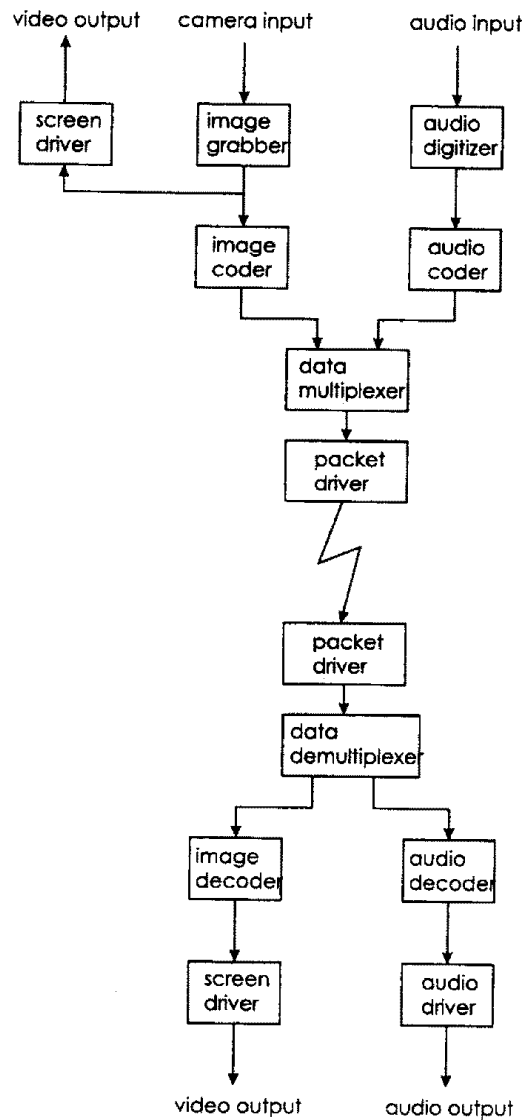 video output
camera input
audio input
screen
driver
image
grabber
audio
digitizer
image
coder
audio
coder
data
multiplexer
packet
driver
packet
driver
data
demultiplexer
image
decoder
audio
decoder
screen
driver
audio
driver
video output
audio output